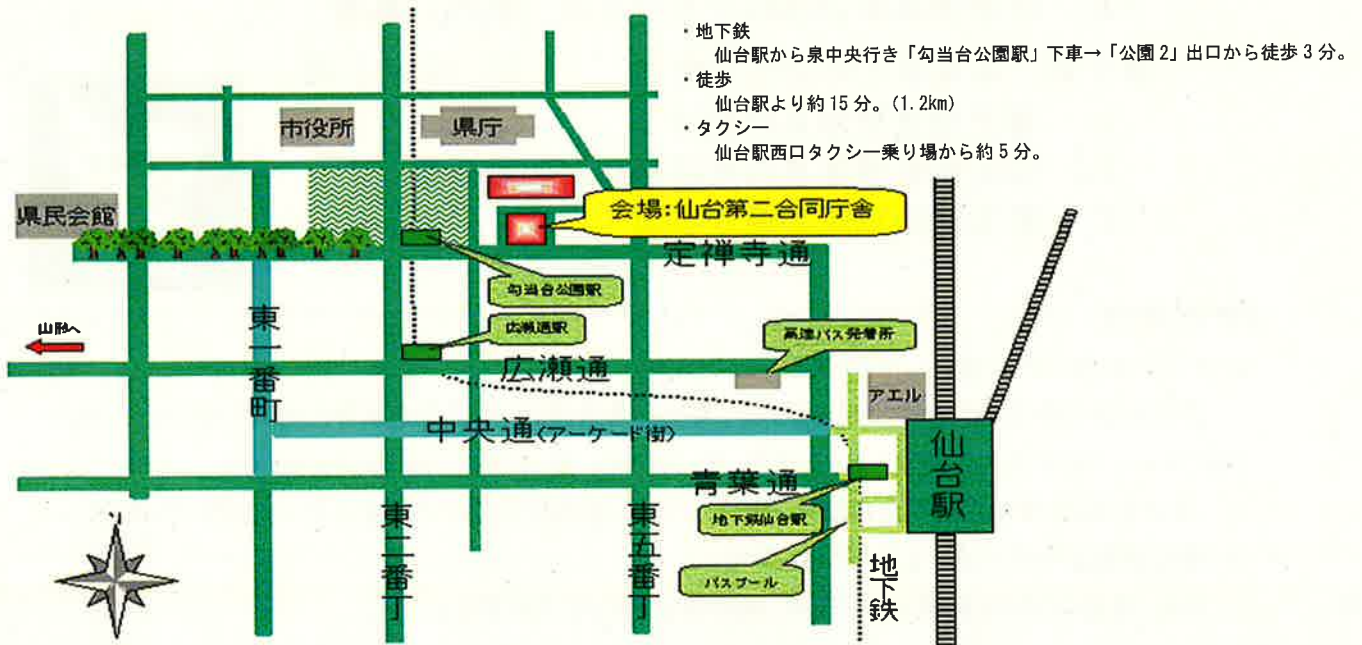 ・地下鉄
仙台駅から泉中央行き「勾当台公園駅」下車→「公園2」出口から徒歩3分。
・徒歩
仙台駅より約15分。(1.2km)
・タクシー
仙台駅西口タクシー乗り場から約5分。
市役所
県庁
県民会館
会場:仙台第二合同庁舎
定禅寺通
勾当台公園駅
山形へ
東一番町
広瀬通駅
高速バス発着所
広瀬通
アエル
中央通(アーケード街)
仙台駅
青葉通
地下鉄仙台駅
東二番丁
東五番丁
バスプール
地下鉄